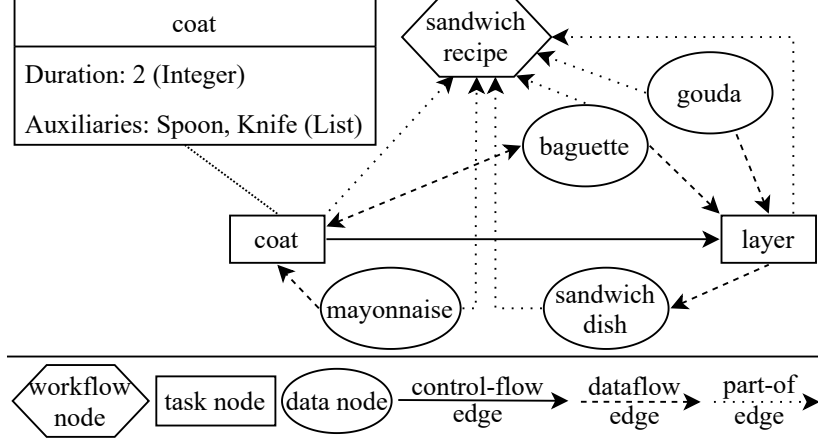 coat
Duration: 2 (Integer)
Auxiliaries: Spoon, Knife (List)
sandwich
recipe
gouda
baguette
coat
layer
mayonnaise
sandwich
dish
workflow
node
task node
data node
control-flow
edge
dataflow
edge
part-of
edge